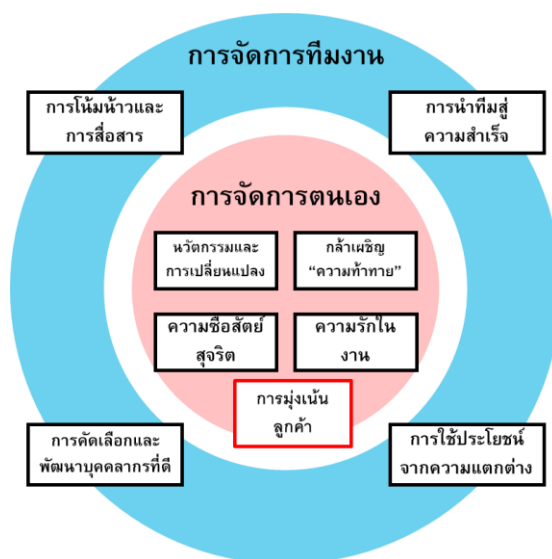 การจัดการทีมงาน
การโน้มน้าวและ
การสื่อสาร
การนำทีมสู่
ความสำเร็จ
การจัดการตนเอง
นวัตกรรมและ
การเปลี่ยนแปลง
กล้าเผชิญ
“ความท้าทาย”
ความซื่อสัตย์
สุจริต
ความรักใน
งาน
การมุ่งเน้น
ลูกค้า
การคัดเลือกและ
พัฒนาบุคคลากรที่ดี
การใช้ประโยชน์
จากความแตกต่าง